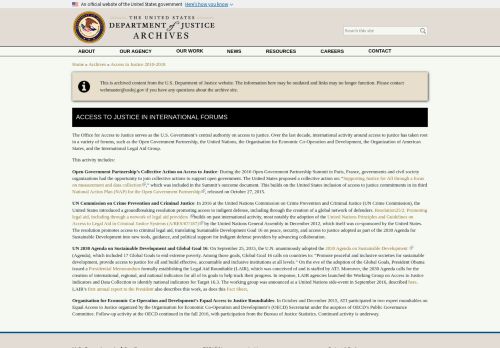 An official website of the United States government Here's how you know
THE UNITED STATES
DEPARTMENT of JUSTICE
ARCHIVES
Search this site
ABOUT OUR AGENCY OUR WORK NEWS RESOURCES CAREERS CONTACT
Home » Archives » Access to Justice 2010-2018
This is archived content from the U.S. Department of Justice website. The information here may be outdated and links may no longer function. Please contact
webmaster@usdoj.gov if you have any questions about the archive site.
ACCESS TO JUSTICE IN INTERNATIONAL FORUMS
The Office for Access to Justice serves as the U.S. Government's central authority on access to justice. Over the last decade, international activity around access to justice has taken root
in a variety of forums, such as the Open Government Partnership, the United Nations, the Organisation for Economic Co-operation and Development, the Organization of American
States, and the International Legal Aid Group.
This activity includes:
Open Government Partnership's Collective Action on Access to Justice: During the 2016 Open Government Partnership Summit in Paris, France, governments and civil society
organizations had the opportunity to join collective actions to support open government. The United States proposed a collective action on "Supporting Justice for All through a focus
on measurement and data collection," which was included in the Summit's outcome document. This builds on the United States inclusion of access to justice commitments in its third
National Action Plan (NAP) for the Open Government Partnership, released on October 27, 2015.
UN Commission on Crime Prevention and Criminal Justice: In 2016 at the United Nations Commission on Crime Prevention and Criminal Justice (UN Crime Commission), the
United States introduced a groundbreaking resolution promoting access to indigent defense, including through the creation of a global network of defenders. Resolution25/2, Promoting
legal aid, including through a network of legal aid providers, builds on past international activity, most notably the adoption of the United Nations Principles and Guidelines on
Access to Legal Aid in Criminal Justice Systems (A/RES/67/187) by the United Nations General Assembly in December 2012, which itself was co-sponsored by the United States.
The resolution promotes access to criminal legal aid, translating Sustainable Development Goal 16 on peace, security, and access to justice adopted as part of the 2030 Agenda for
Sustainable Development into new work, guidance, and political support for indigent defense providers by advancing collaboration.
UN 2030 Agenda on Sustainable Development and Global Goal 16: On September 25, 2015, the U.N. unanimously adopted the 2030 Agenda on Sustainable Development
(Agenda), which included 17 Global Goals to end extreme poverty. Among those goals, Global Goal 16 calls on countries to: "Promote peaceful and inclusive societies for sustainable
development, provide access to justice for all and build effective, accountable and inclusive institutions at all levels." On the eve of the adoption of the Global Goals, President Obama
issued a Presidential Memorandum formally establishing the Legal Aid Roundtable (LAIR), which was convened of and is staffed by ATJ. Moreover, the 2030 Agenda calls for the
creation of international, regional, and national indicators for all of its goals to help track their progress. In response, LAIR agencies launched the Working Group on Access to Justice
Indicators and Data Collection to identify national indicators for Target 16.3. The working group was announced at a United Nations side-event in September 2016, described here.
LAIR's first annual report to the President also describes this work, as does this Fact Sheet.
Organisation for Economic Co-Operation and Development's Equal Access to Justice Roundtables: In October and December 2015, ATJ participated in two expert roundtables on
Equal Access to Justice organized by the Organisation for Economic Co-operation and Development's (OECD) Secretariat under the auspices of OECD's Public Governance
Committee. Follow-up activity at the OECD continued in the fall 2016, with participation from the Bureau of Justice Statistics. Continued activity is underway.